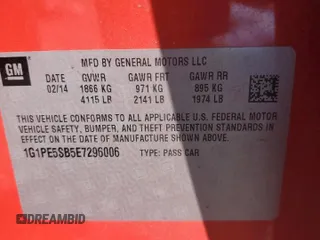 GM
MFD BY GENERAL MOTORS LLC
02/14 GVWR GAWR FRT GAWR RR
1866 KG 971 KG 895 KG
4115 LB 2141 LB 1974 LB
THIS VEHICLE CONFORMS TO ALL APPLICABLE U.S. FEDERAL MOTOR
VEHICLE SAFETY, BUMPER, AND THEFT PREVENTION STANDARDS
IN EFFECT ON THE DATE OF MANUFACTURE SHOWN ABOVE.
1G1PE5SB5E7296006 TYPE: PASS CAR